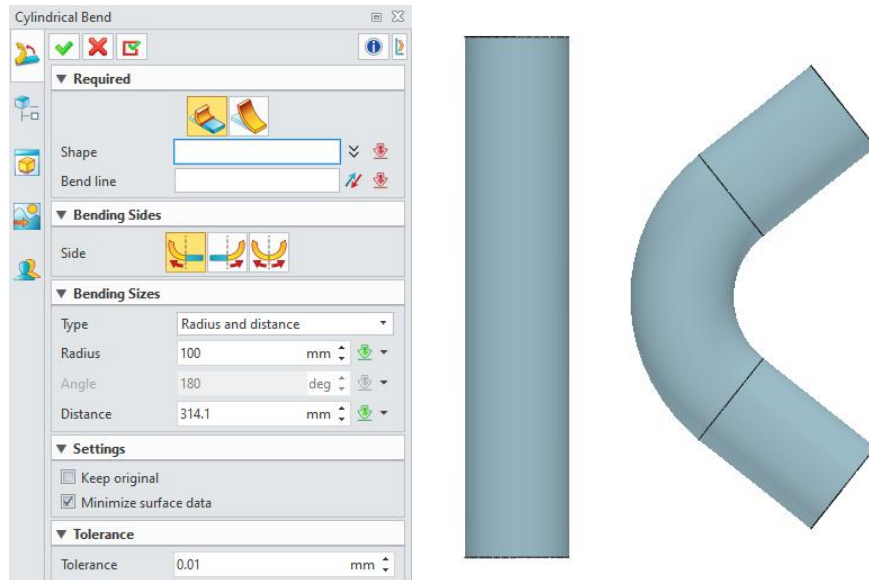 Cylindrical Bend
Required
Shape
Bend line
Bending Sides
Side
Bending Sizes
Type Radius and distance
Radius 100 mm
Angle 180 deg
Distance 314.1 mm
Settings
Keep original
Minimize surface data
Tolerance
Tolerance 0.01 mm